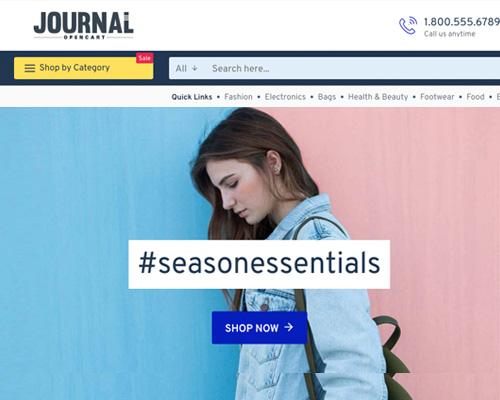 JOURNAL
OPENCART
1.800.555.6789
Call us anytime
Sale
Shop by Category
All
Search here...
Quick Links • Fashion • Electronics • Bags • Health & Beauty • Footwear • Food •
#seasonessentials
SHOP NOW